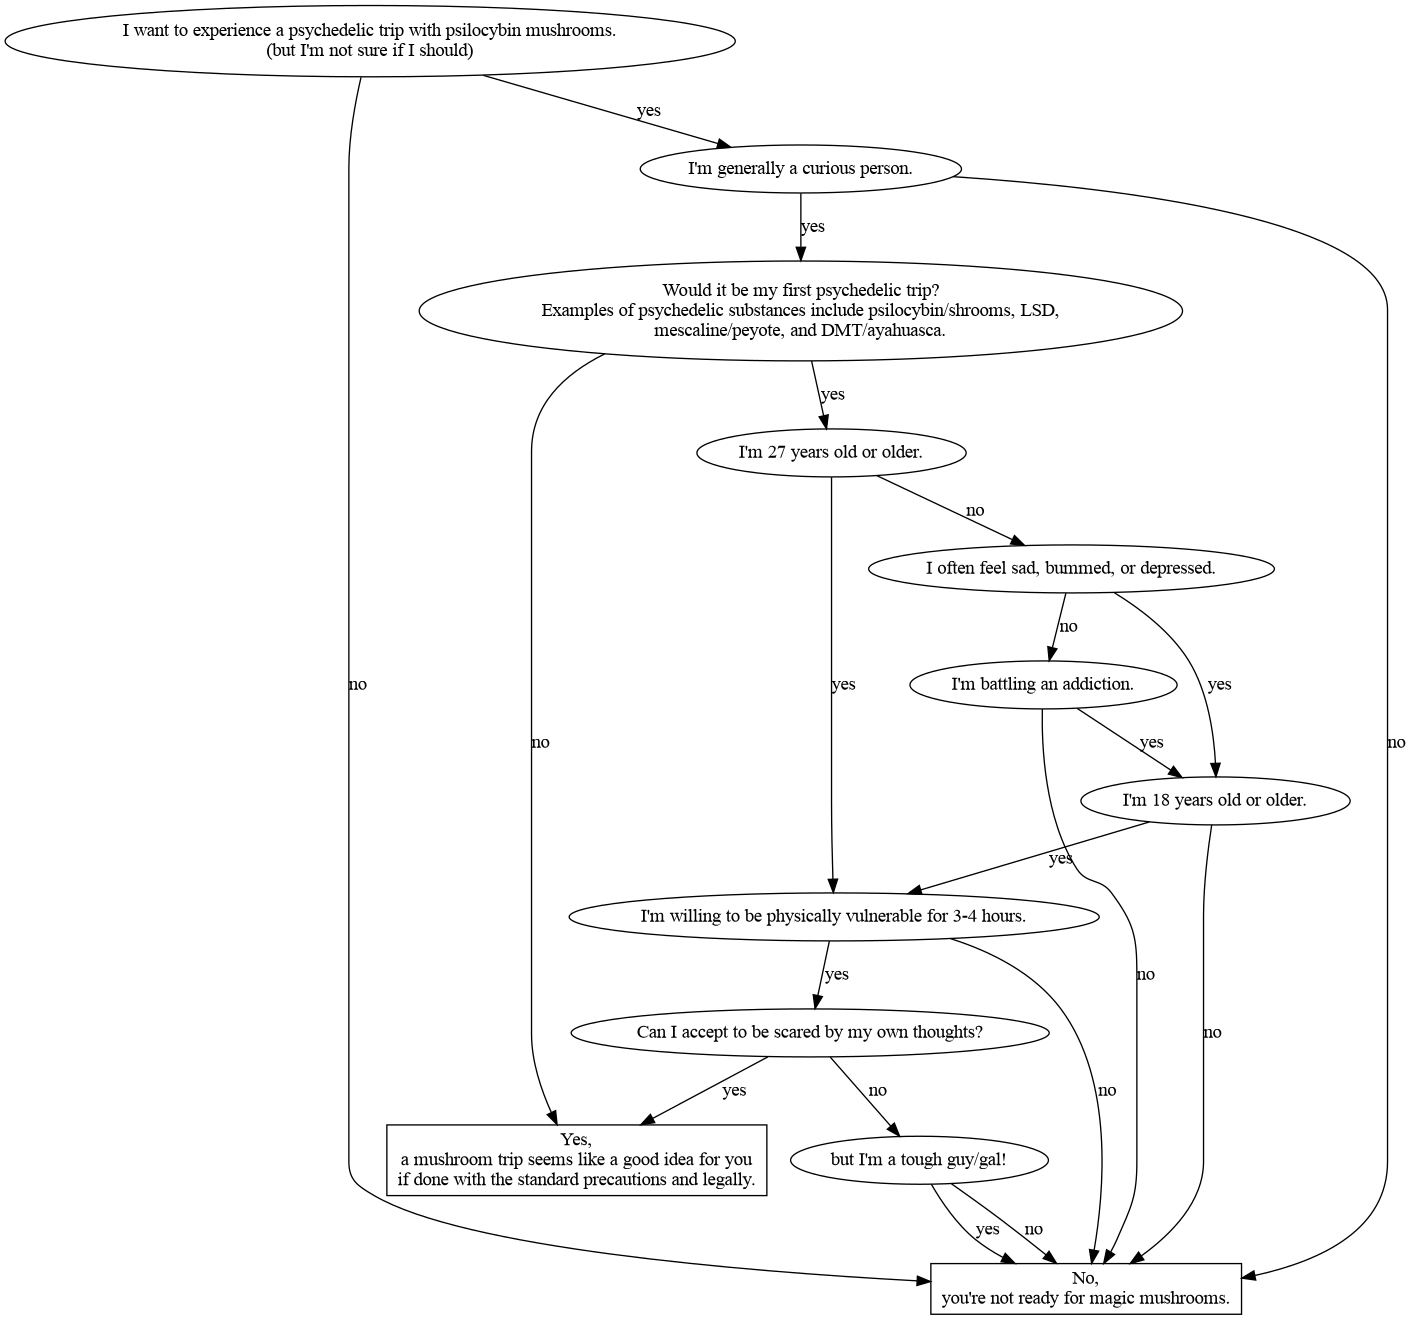 I want to experience a psychedelic trip with psilocybin mushrooms.
(but I'm not sure if I should)
yes
I'm generally a curious person.
yes
Would it be my first psychedelic trip?
Examples of psychedelic substances include psilocybin/shrooms, LSD,
mescaline/peyote, and DMT/ayahuasca.
yes
I'm 27 years old or older.
no
I often feel sad, bummed, or depressed.
no
I'm battling an addiction.
no
yes
yes
yes
no
no
I'm 18 years old or older.
yes
I'm willing to be physically vulnerable for 3-4 hours.
yes
no
Can I accept to be scared by my own thoughts?
no
yes
no
no
Yes,
a mushroom trip seems like a good idea for you
if done with the standard precautions and legally.
but I'm a tough guy/gal!
yes
no
No,
you're not ready for magic mushrooms.